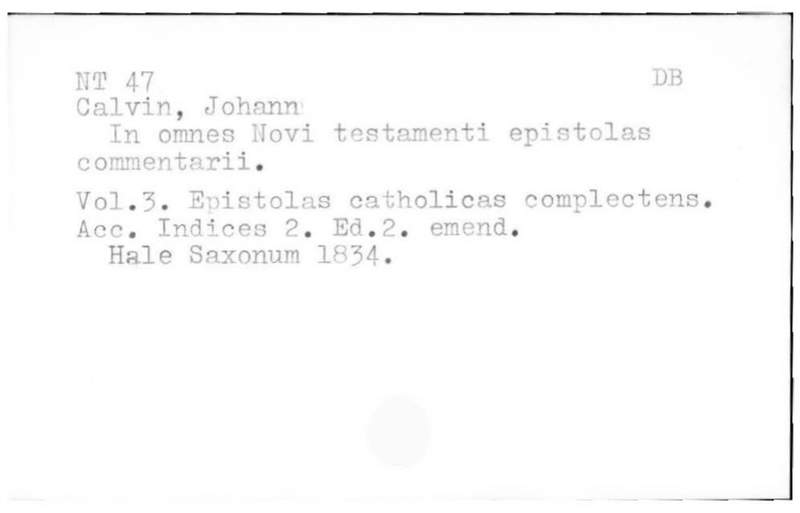 NT 47 DB
Calvin, Johann
In omnes Novi testamenti epistolas
commentarii.
Vol.3. Epistolas catholicas complectens.
Acc. Indices 2. Ed.2. emend.
Hale Saxonum 1834.